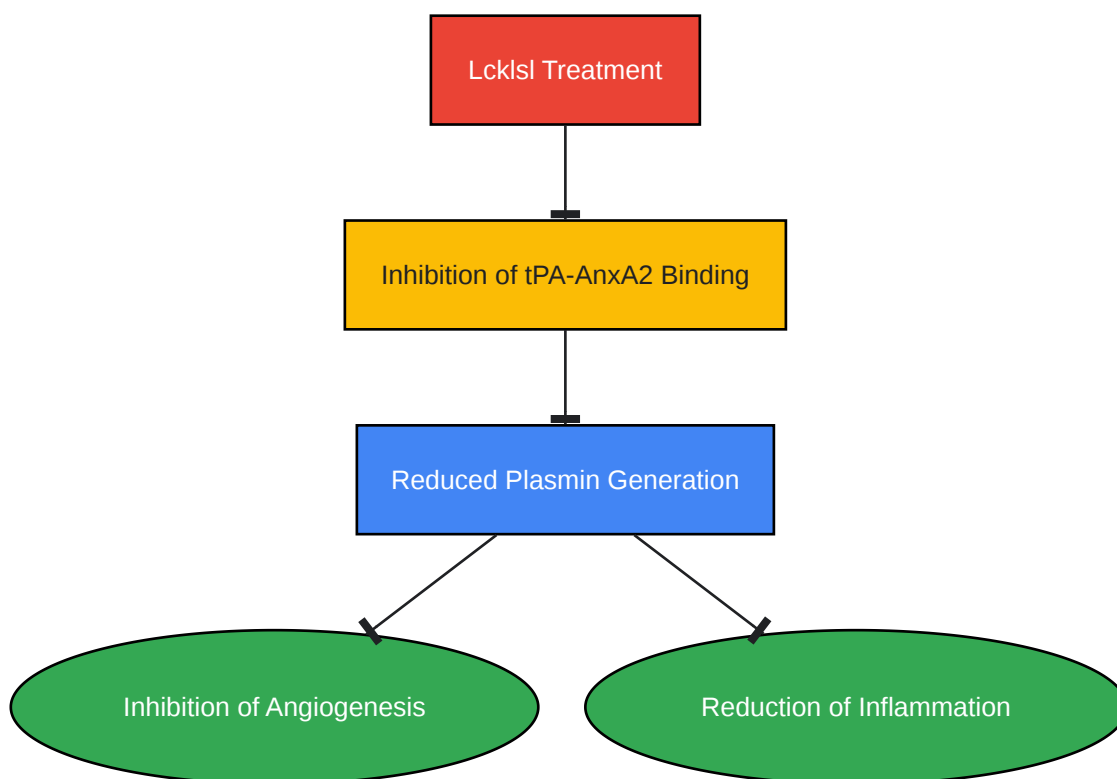 Lcklsl Treatment
Inhibition of tPA-AnxA2 Binding
Reduced Plasmin Generation
Inhibition of Angiogenesis
Reduction of Inflammation